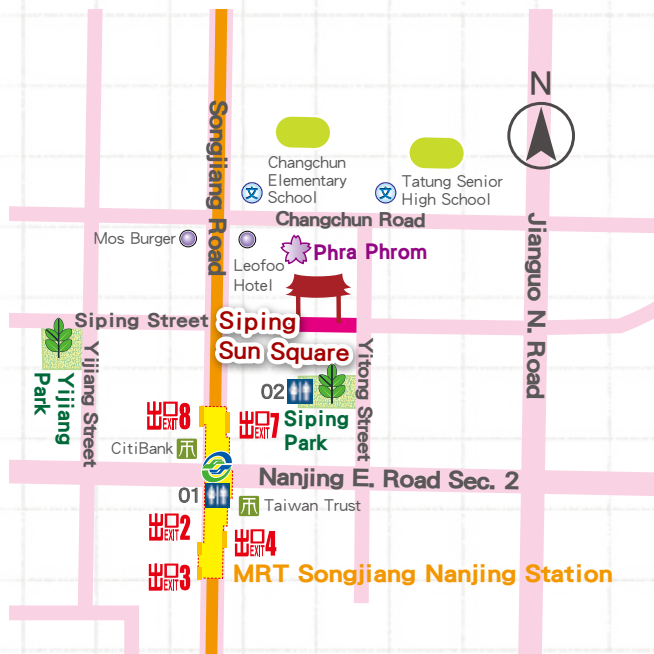 N
Songjiang Road
Changchun
Elementary
School
文
Tatung Senior
High School
文
Changchun Road
Mos Burger
Leofoo
Hotel
Phra Phrom
Jianguo N. Road
Siping Street
Siping
Sun Square
Yijiang
Park
Yijiang Street
Yitong Street
02
Siping
Park
出口8
EXIT
出口7
EXIT
CitiBank
Nanjing E. Road Sec. 2
01
Taiwan Trust
出口2
EXIT
出口4
EXIT
出口3
EXIT
MRT Songjiang Nanjing Station